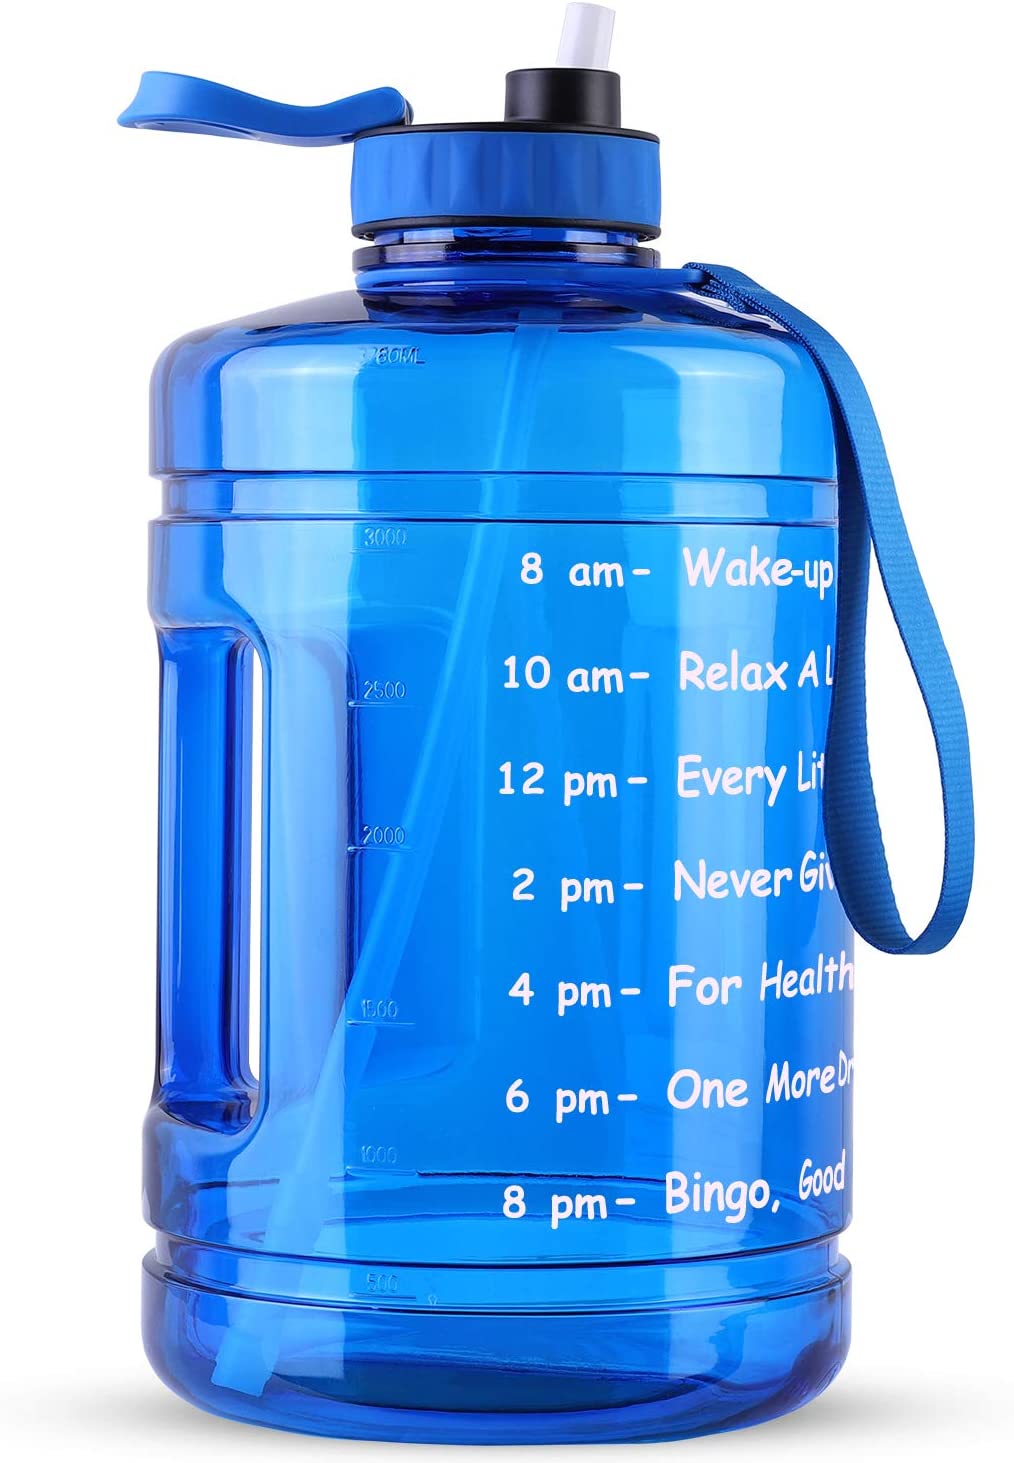 3780ML
3000
8 am- Wake-up
2500
10 am- Relax A L
12 pm- Every Lit
2000
2 pm- Never Giv
4 pm- For Health
1500
6 pm- One More Dr
1000
8 pm- Bingo, Good
500